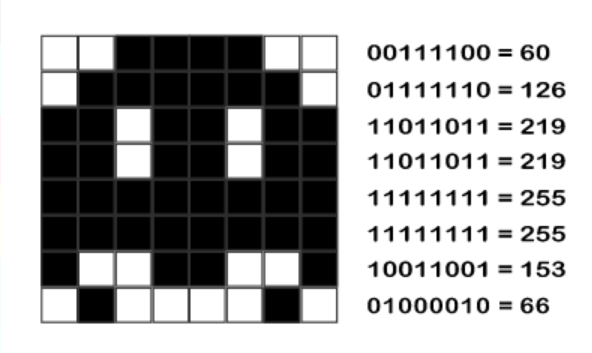 00111100 = 60
01111110 = 126
11011011 = 219
11011011 = 219
11111111 = 255
11111111 = 255
10011001 = 153
01000010 = 66